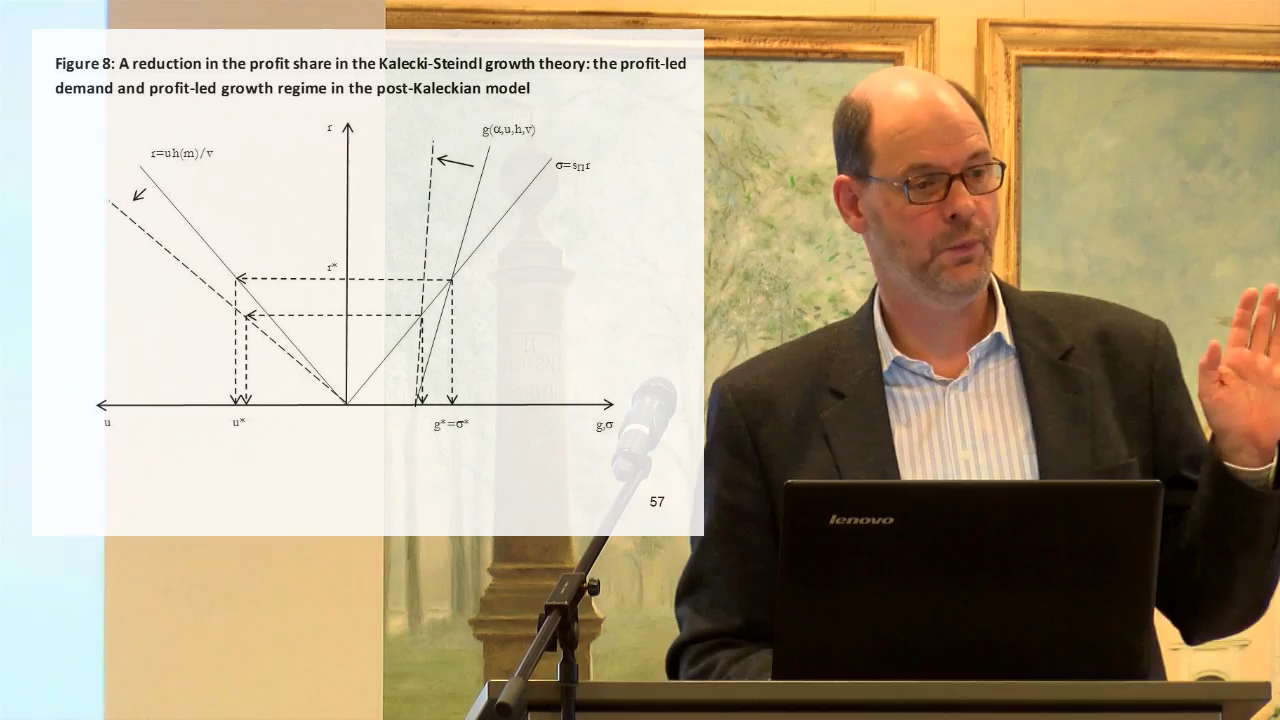 Figure 8: A reduction in the profit share in the Kalecki-Steindl growth theory: the profit-led
demand and profit-led growth regime in the post-Kaleckian model
r
g(α,u,h,v)
r=uh(m)/v
σ=sΠr
r*
u
u*
g*=σ*
g,σ
57
lenovo